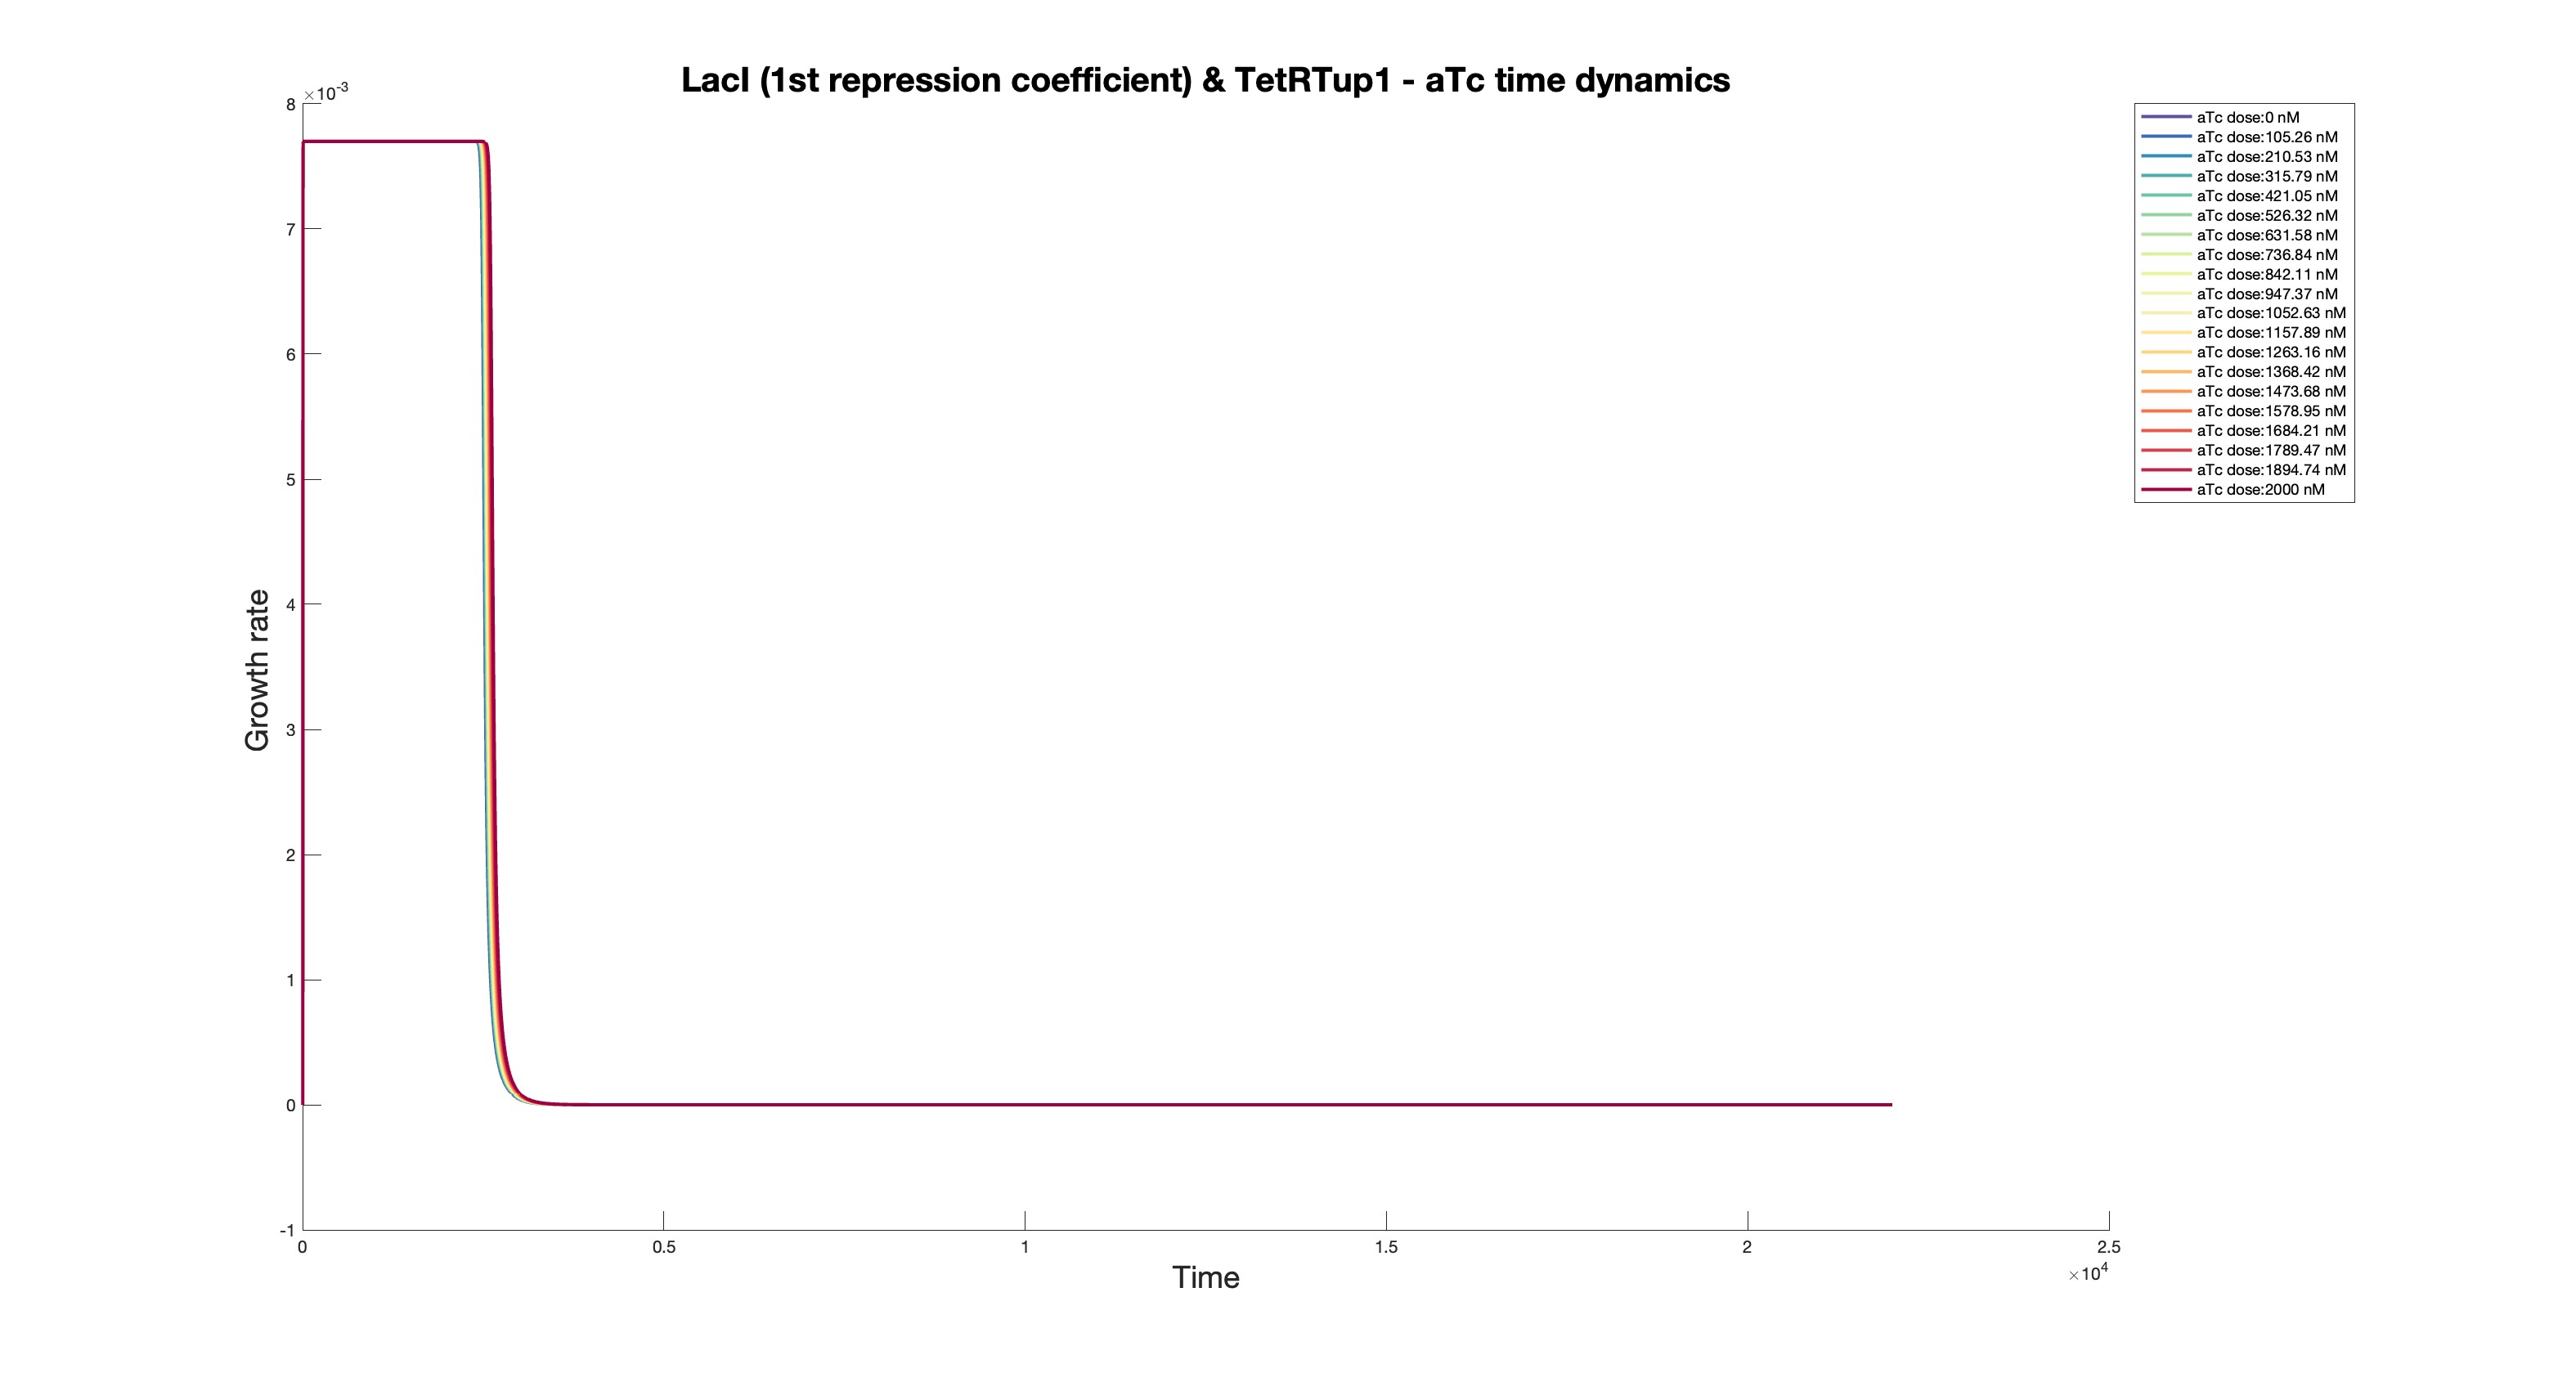 LacI (1st repression coefficient) & TetRTup1 - aTc time dynamics
×10-3
8
7
6
5
4
3
2
1
0
-1
Growth rate
0 0.5 1 1.5 2 2.5
×104
Time
aTc dose:0 nM
aTc dose:105.26 nM
aTc dose:210.53 nM
aTc dose:315.79 nM
aTc dose:421.05 nM
aTc dose:526.32 nM
aTc dose:631.58 nM
aTc dose:736.84 nM
aTc dose:842.11 nM
aTc dose:947.37 nM
aTc dose:1052.63 nM
aTc dose:1157.89 nM
aTc dose:1263.16 nM
aTc dose:1368.42 nM
aTc dose:1473.68 nM
aTc dose:1578.95 nM
aTc dose:1684.21 nM
aTc dose:1789.47 nM
aTc dose:1894.74 nM
aTc dose:2000 nM